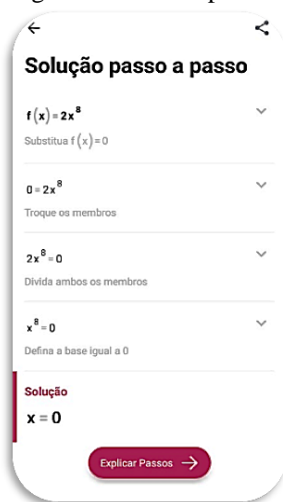 Solução passo a passo
f(x)=2x⁸
Substitua f(x)=0
0=2x⁸
Troque os membros
2x⁸=0
Divida ambos os membros
x⁸=0
Defina a base igual a 0
Solução
x = 0
Explicar Passos →